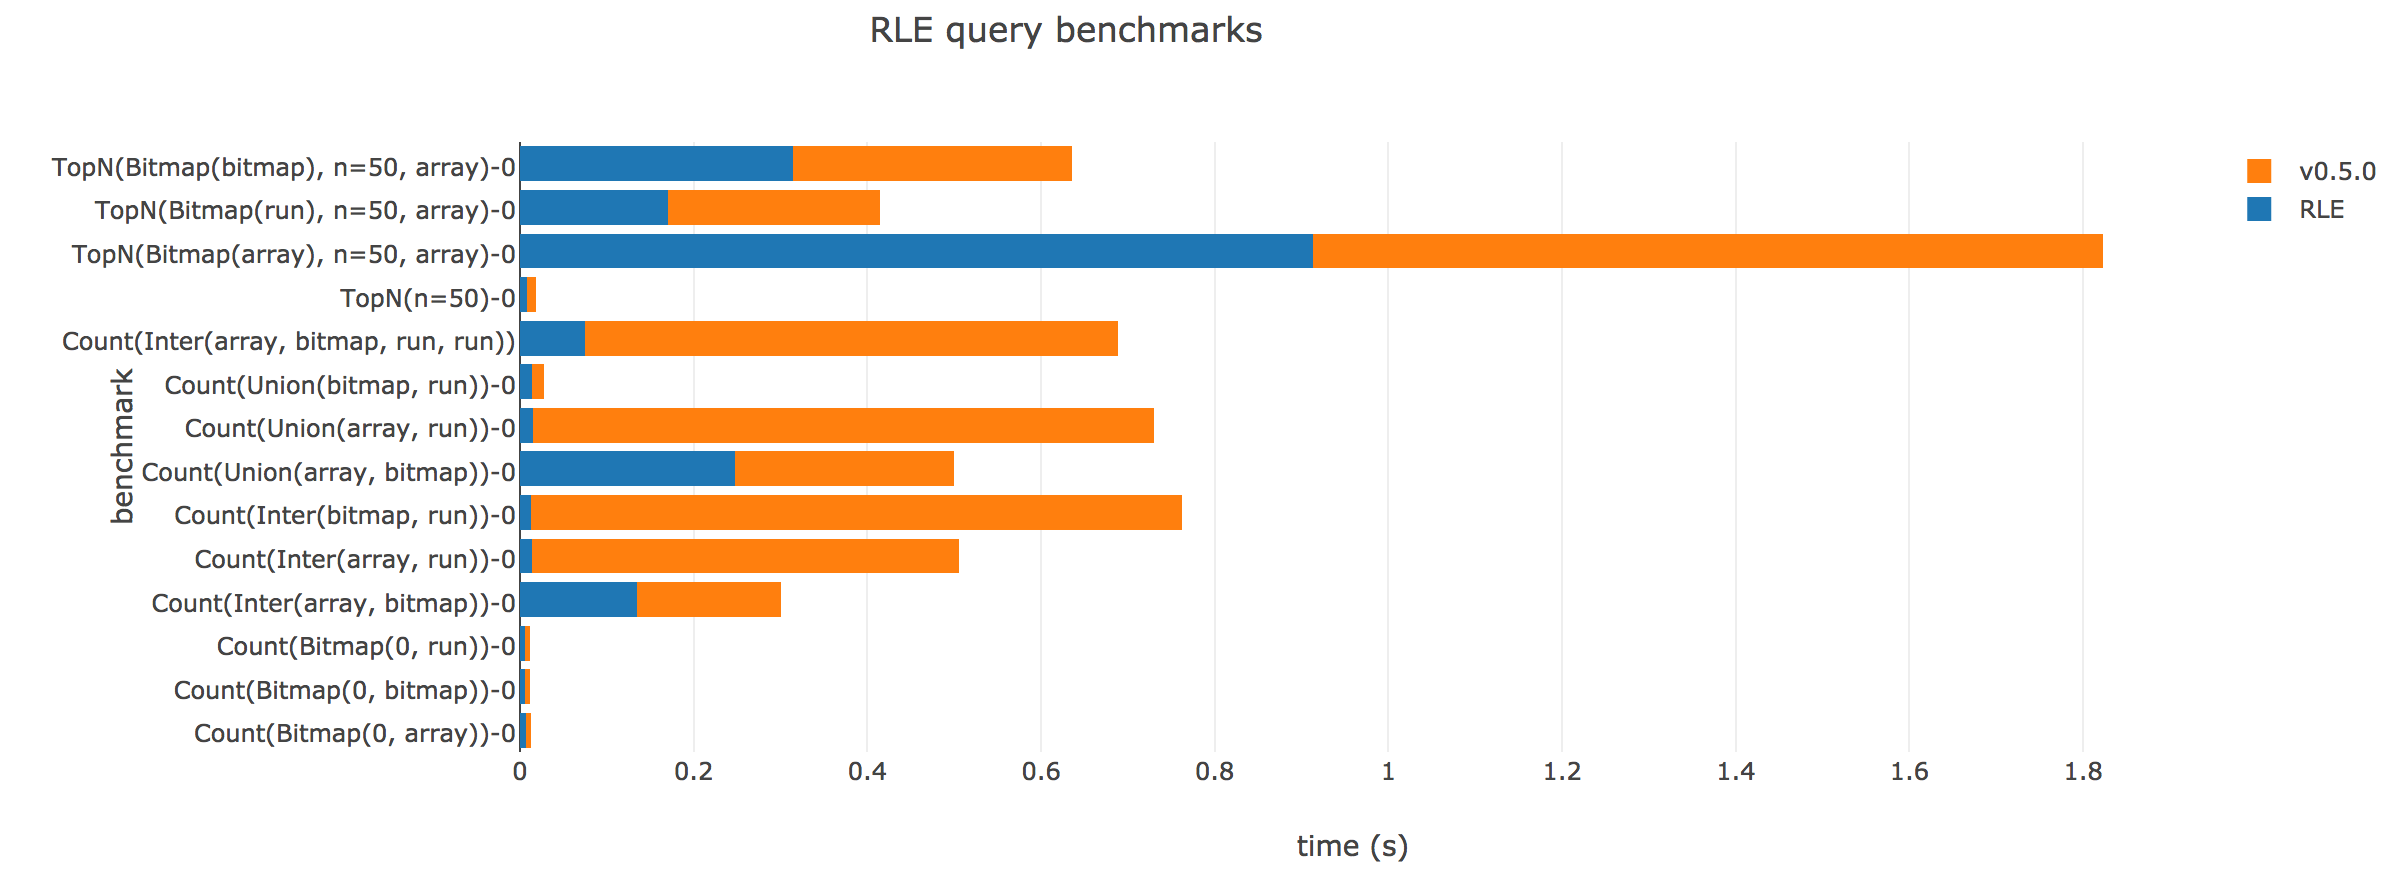 RLE query benchmarks
TopN(Bitmap(bitmap), n=50, array)-0
TopN(Bitmap(run), n=50, array)-0
TopN(Bitmap(array), n=50, array)-0
TopN(n=50)-0
Count(Inter(array, bitmap, run, run))
Count(Union(bitmap, run))-0
Count(Union(array, run))-0
Count(Union(array, bitmap))-0
Count(Inter(bitmap, run))-0
Count(Inter(array, run))-0
Count(Inter(array, bitmap))-0
Count(Bitmap(0, run))-0
Count(Bitmap(0, bitmap))-0
Count(Bitmap(0, array))-0
benchmark
0 0.2 0.4 0.6 0.8 1 1.2 1.4 1.6 1.8
time (s)
v0.5.0
RLE